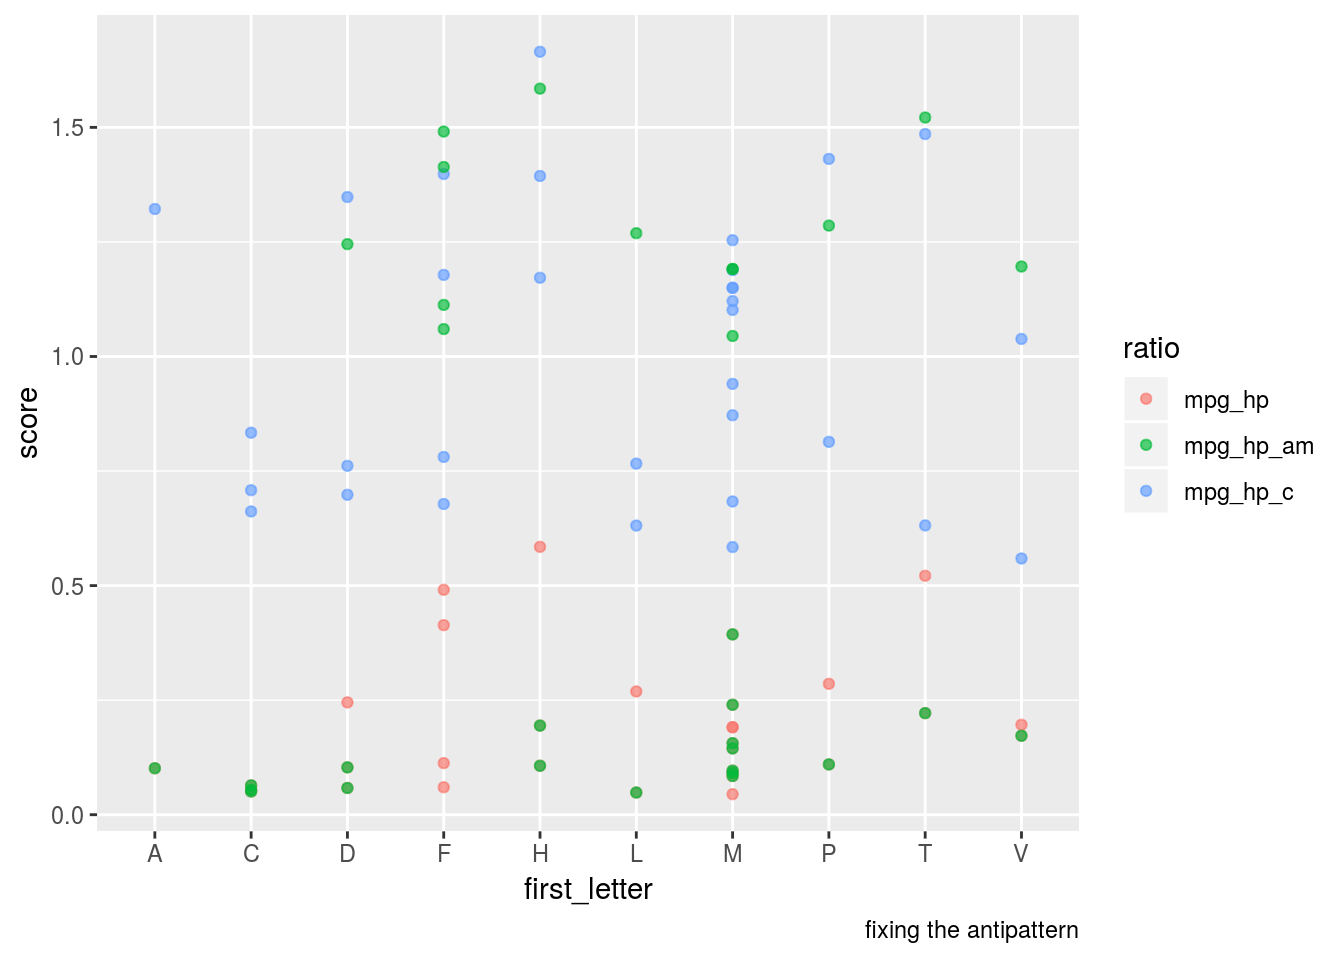 score
1.5
1.0
0.5
0.0
A C D F H L M P T V
first_letter
ratio
mpg_hp
mpg_hp_am
mpg_hp_c
fixing the antipattern